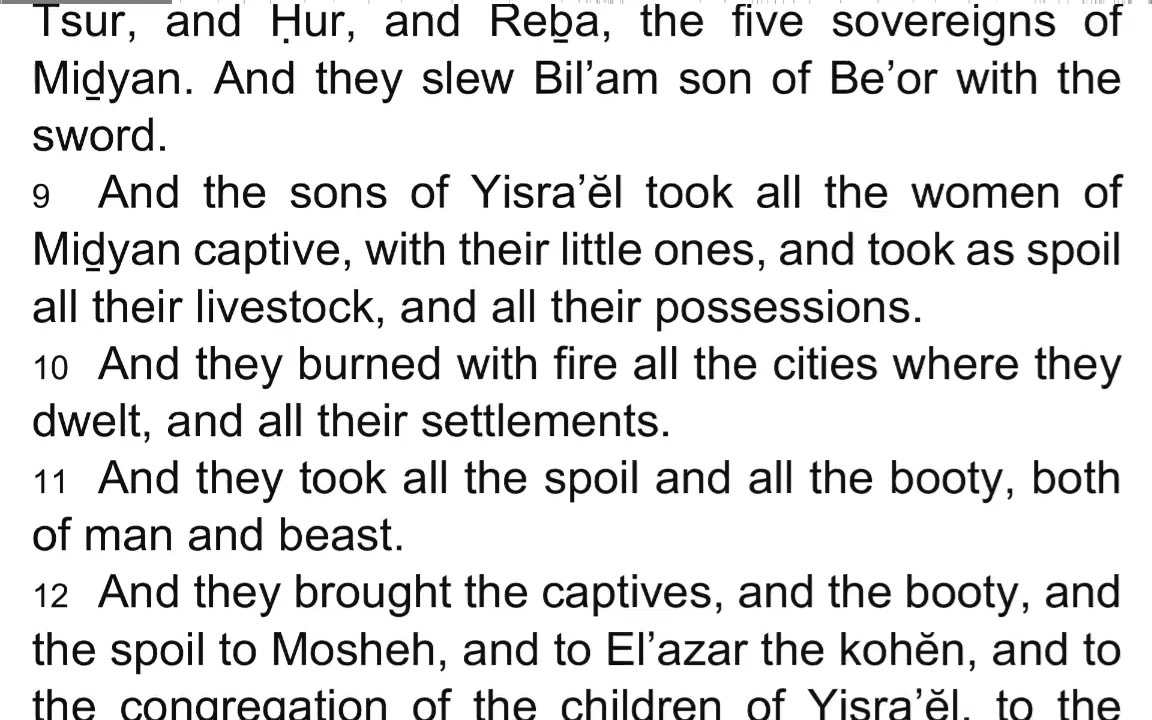 Tsur, and Ḥur, and Reḇa, the five sovereigns of
Miḏyan. And they slew Bil’am son of Be’or with the
sword.
9 And the sons of Yisra’ĕl took all the women of
Miḏyan captive, with their little ones, and took as spoil
all their livestock, and all their possessions.
10 And they burned with fire all the cities where they
dwelt, and all their settlements.
11 And they took all the spoil and all the booty, both
of man and beast.
12 And they brought the captives, and the booty, and
the spoil to Mosheh, and to El’azar the kohĕn, and to
the congregation of the children of Yisra’ĕl, to the